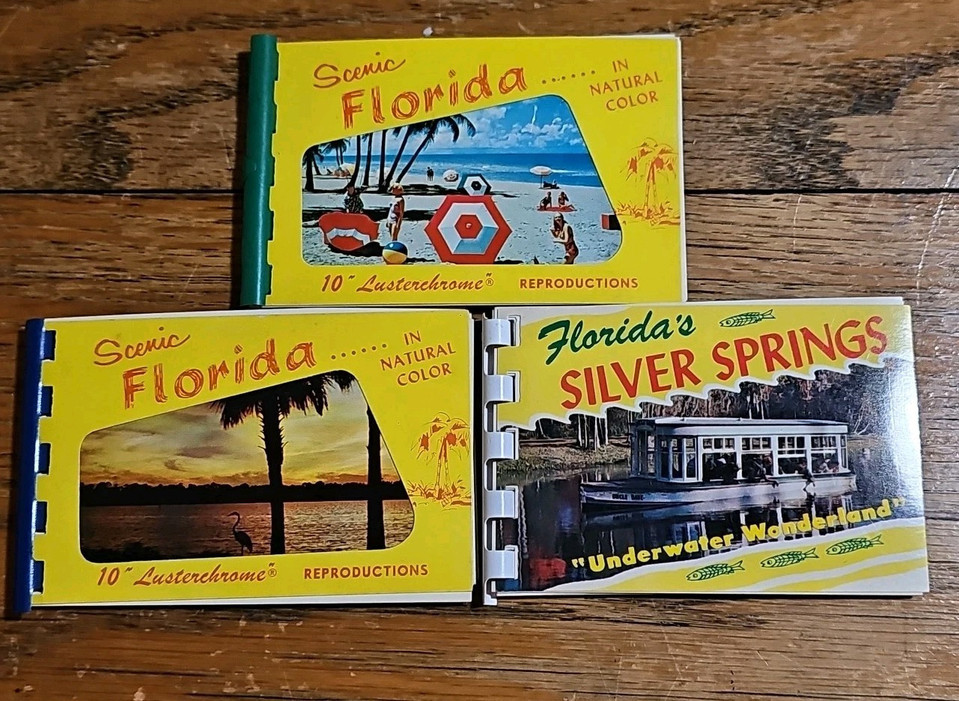 Scenic
Florida ...... IN
NATURAL
COLOR
10 "Lusterchrome"® REPRODUCTIONS
Scenic
Florida ...... IN
NATURAL
COLOR
10 "Lusterchrome"® REPRODUCTIONS
Florida's
SILVER SPRINGS
"Underwater Wonderland"